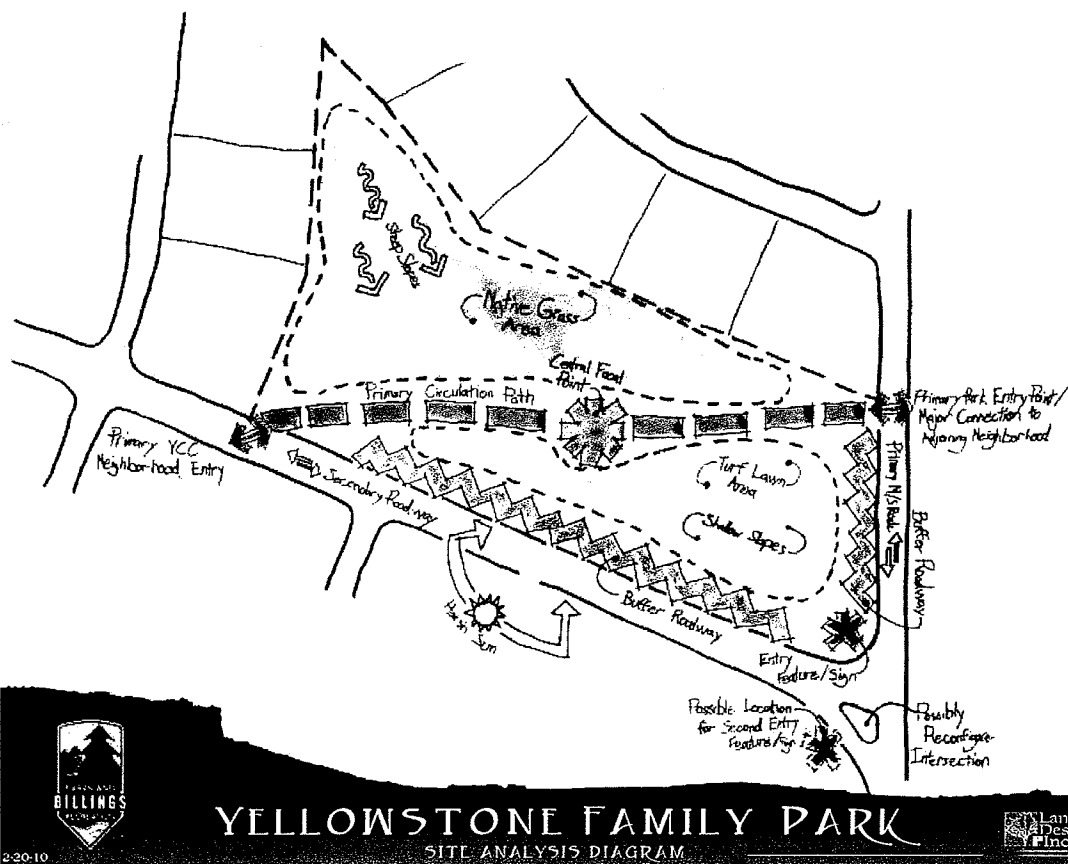 Steep Slopes
Native Grass
Area
Central Focal
Point
Primary Circulation Path
Primary Park Entry Point/
Major Connection to
Adjoining Neighborhood
Primary YCC
Neighborhood Entry
Secondary Roadway
Turf Lawn
Area
Shallow Slopes
Primary N/S Road
Buffer Roadway
Buffer Roadway
Sun
Entry
Feature/Sign
Possible Location
for Second Entry
Feature/Sign
Possibly
Reconfigure
Intersection
BILLINGS
YELLOWSTONE FAMILY PARK
SITE ANALYSIS DIAGRAM
2-20-10
Lan
Des
Inc